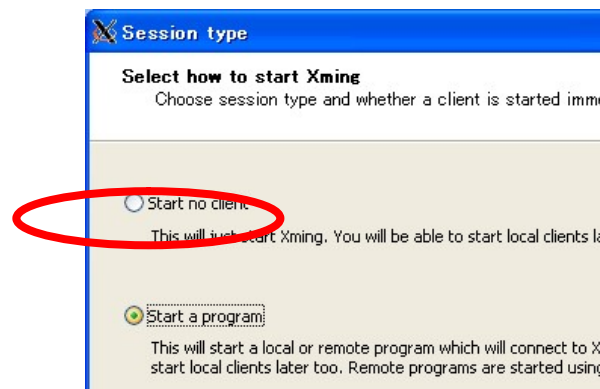 Session type
Select how to start Xming
Choose session type and whether a client is started imme
Start no client
This will just start Xming. You will be able to start local clients la
Start a program
This will start a local or remote program which will connect to X
start local clients later too. Remote programs are started using